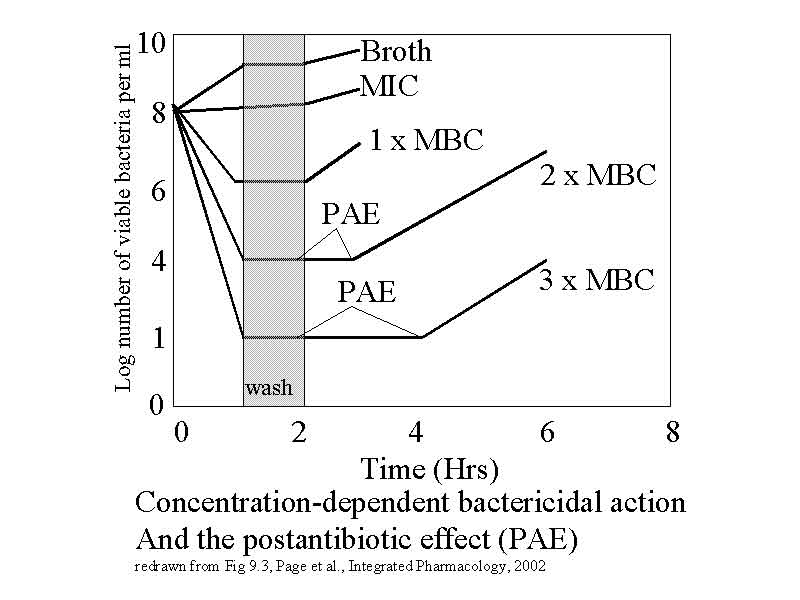 Log number of viable bacteria per ml
10
8
6
4
1
0
Broth
MIC
1 x MBC
2 x MBC
PAE
PAE
3 x MBC
wash
0 2 4 6 8
Time (Hrs)
Concentration-dependent bactericidal action
And the postantibiotic effect (PAE)
redrawn from Fig 9.3, Page et al., Integrated Pharmacology, 2002